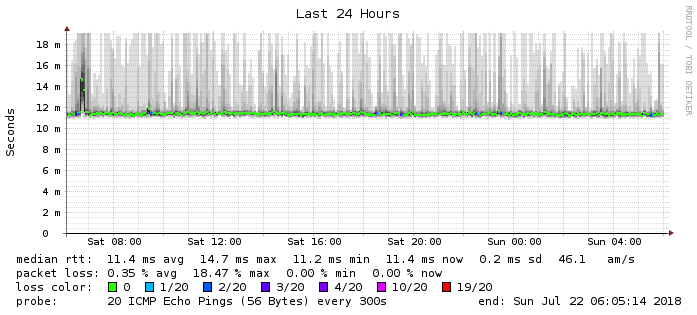 Last 24 Hours
RRDTOOL / TOBI OETIKER
Seconds
18 m
16 m
14 m
12 m
10 m
8 m
6 m
4 m
2 m
0
Sat 08:00 Sat 12:00 Sat 16:00 Sat 20:00 Sun 00:00 Sun 04:00
median rtt: 11.4 ms avg 14.7 ms max 11.2 ms min 11.4 ms now 0.2 ms sd 46.1 am/s
packet loss: 0.35 % avg 18.47 % max 0.00 % min 0.00 % now
loss color: 0 1/20 2/20 3/20 4/20 10/20 19/20
probe: 20 ICMP Echo Pings (56 Bytes) every 300s end: Sun Jul 22 06:05:14 2018